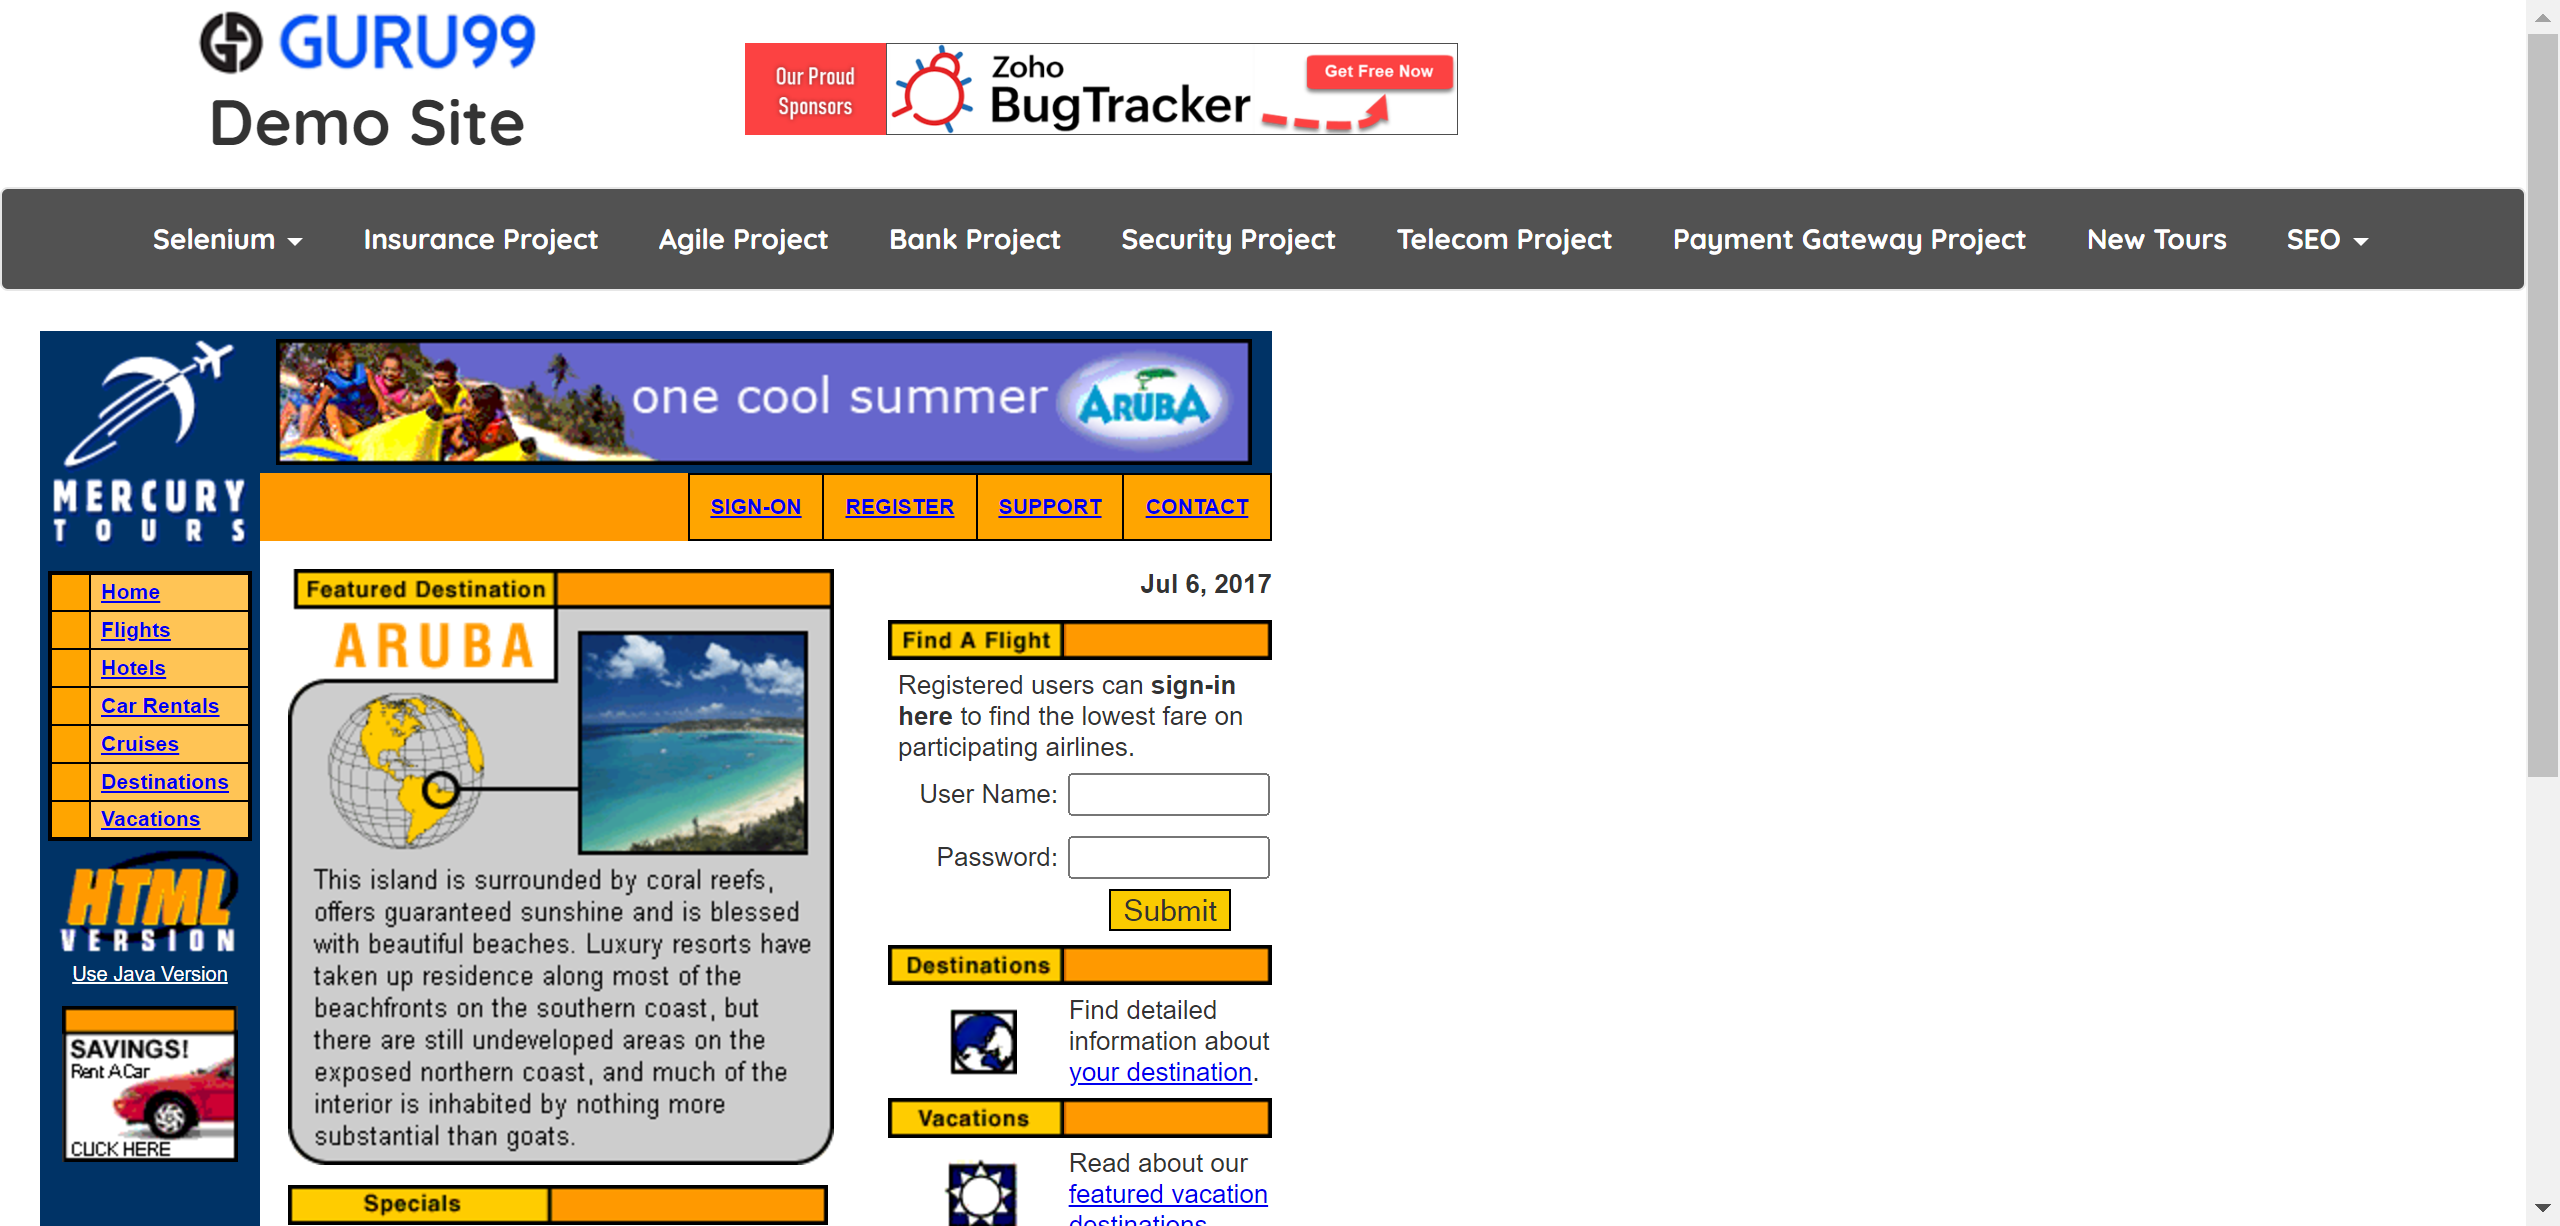 GURU99
Demo Site
Our Proud
Sponsors
Zoho
BugTracker
Get Free Now
Selenium
Insurance Project
Agile Project
Bank Project
Security Project
Telecom Project
Payment Gateway Project
New Tours
SEO
MERCURY
TOURS
one cool summer
ARUBA
SIGN-ON
REGISTER
SUPPORT
CONTACT
Home
Flights
Hotels
Car Rentals
Cruises
Destinations
Vacations
HTML
VERSION
Use Java Version
SAVINGS!
Rent A Car
CLICK HERE
Featured Destination
ARUBA
This island is surrounded by coral reefs,
offers guaranteed sunshine and is blessed
with beautiful beaches. Luxury resorts have
taken up residence along most of the
beachfronts on the southern coast, but
there are still undeveloped areas on the
exposed northern coast, and much of the
interior is inhabited by nothing more
substantial than goats.
Specials
Jul 6, 2017
Find A Flight
Registered users can sign-in
here to find the lowest fare on
participating airlines.
User Name:
Password:
Submit
Destinations
Find detailed
information about
your destination.
Vacations
Read about our
featured vacation
destinations.